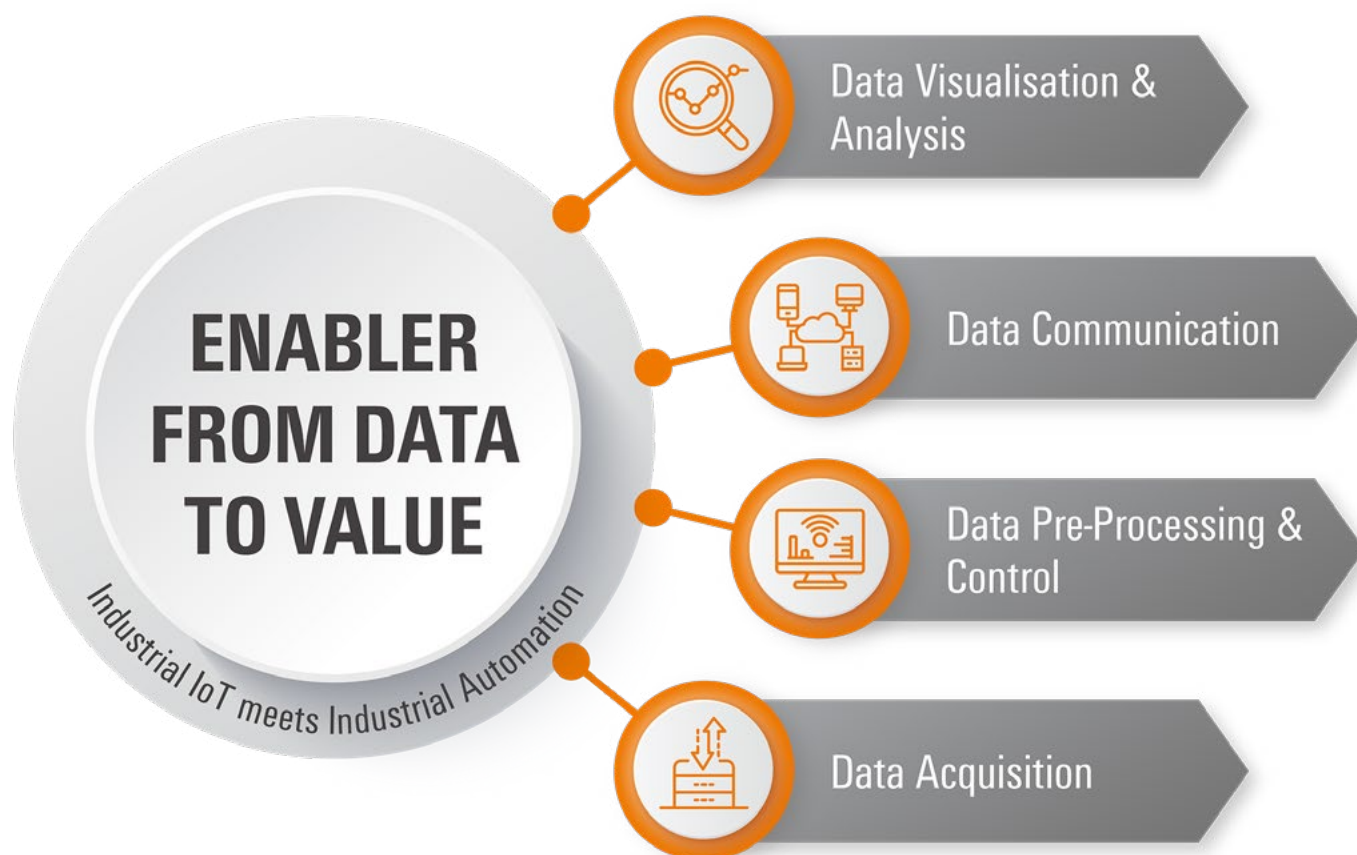 ENABLER
FROM DATA
TO VALUE
Industrial IoT meets Industrial Automation
Data Visualisation &
Analysis
Data Communication
Data Pre-Processing &
Control
Data Acquisition